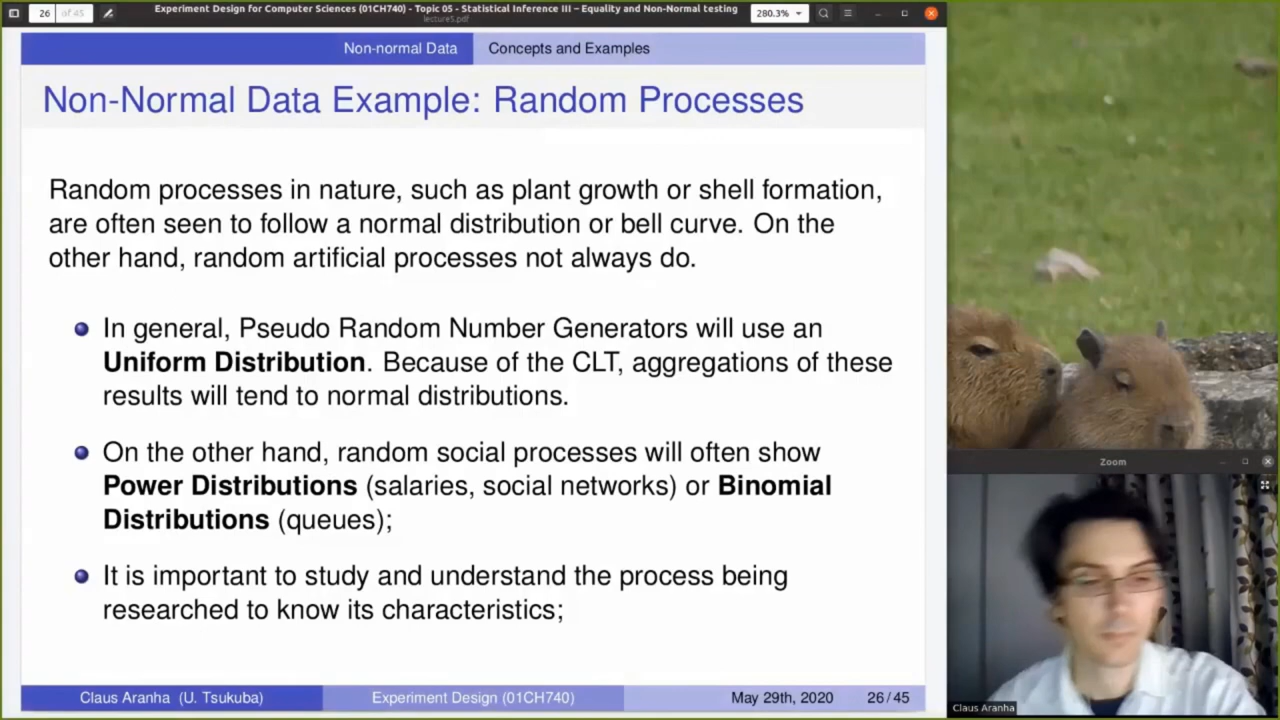 Experiment Design for Computer Sciences (01CH740) - Topic 05 - Statistical Inference III – Equality and Non-Normal testing
lecture5.pdf
26 of 45
280.3%
Non-normal Data Concepts and Examples
Non-Normal Data Example: Random Processes
Random processes in nature, such as plant growth or shell formation,
are often seen to follow a normal distribution or bell curve. On the
other hand, random artificial processes not always do.
In general, Pseudo Random Number Generators will use an
Uniform Distribution. Because of the CLT, aggregations of these
results will tend to normal distributions.
On the other hand, random social processes will often show
Power Distributions (salaries, social networks) or Binomial
Distributions (queues);
It is important to study and understand the process being
researched to know its characteristics;
Claus Aranha (U. Tsukuba) Experiment Design (01CH740) May 29th, 2020 26 / 45
Zoom
Claus Aranha